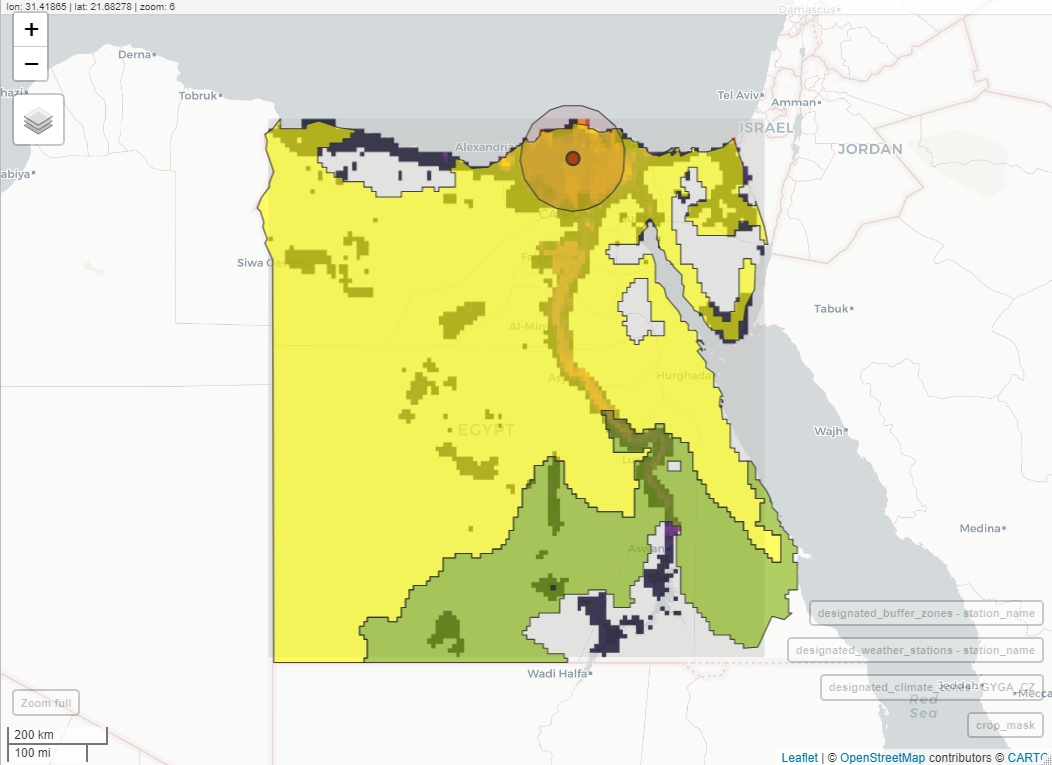 lon: 31.41865 | lat: 21.68278 | zoom: 6
Damascus
+
−
Derna
Tobruk
Tel Aviv
Amman
ISRAEL
Alexandria
JORDAN
Siwa Oas
Tabuk
Al-Min
Hurghada
EGYPT
Wajh
Medina
Aswan
designated_buffer_zones - station_name
designated_weather_stations - station_name
Wadi Halfa
designated_climate_zones - GYGA_CZ
Jeddah
Mecca
Red
Sea
Zoom full
crop_mask
200 km
100 mi
Leaflet | © OpenStreetMap contributors © CARTO